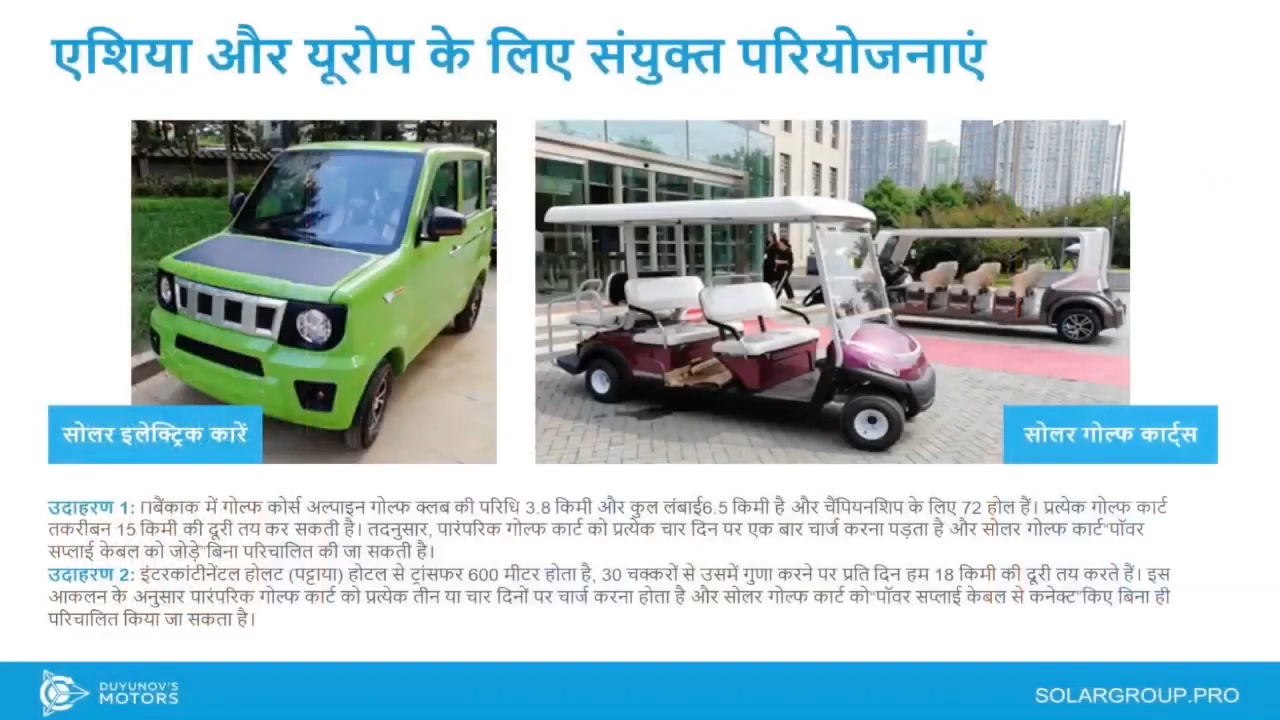 एशिया और यूरोप के लिए संयुक्त परियोजनाएं
सोलर इलेक्ट्रिक कारें
सोलर गोल्फ कार्ट्स
उदाहरण 1: Пबैंकाक में गोल्फ कोर्स अल्पाइन गोल्फ क्लब की परिधि 3.8 किमी और कुल लंबाई6.5 किमी है और चैंपियनशिप के लिए 72 होल हैं। प्रत्येक गोल्फ कार्ट
तकरीबन 15 किमी की दूरी तय कर सकती है। तदनुसार, पारंपरिक गोल्फ कार्ट को प्रत्येक चार दिन पर एक बार चार्ज करना पड़ता है और सोलर गोल्फ कार्ट"पॉवर
सप्लाई केबल को जोड़े"बिना परिचालित की जा सकती है।
उदाहरण 2: इंटरकांटीनेंटल होलट (पट्टाया) होटल से ट्रांसफर 600 मीटर होता है, 30 चक्करों से उसमें गुणा करने पर प्रति दिन हम 18 किमी की दूरी तय करते हैं। इस
आकलन के अनुसार पारंपरिक गोल्फ कार्ट को प्रत्येक तीन या चार दिनों पर चार्ज करना होता है और सोलर गोल्फ कार्ट को"पॉवर सप्लाई केबल से कनेक्ट"किए बिना ही
परिचालित किया जा सकता है।
DUYUNOV'S
MOTORS
SOLARGROUP.PRO